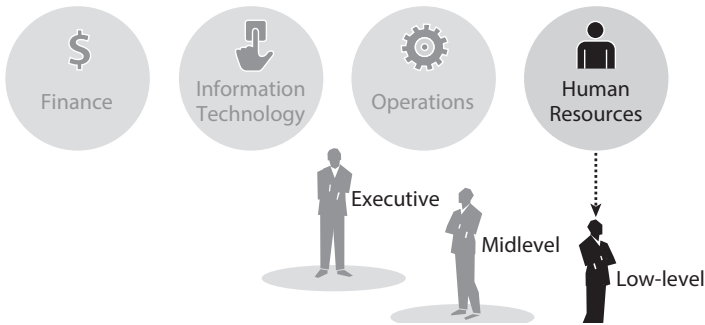 $
Finance
Information
Technology
Operations
Human
Resources
Executive
Midlevel
Low-level